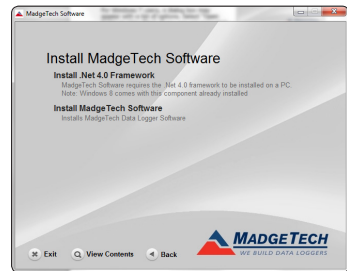 MadgeTech Software
Install MadgeTech Software
Install .Net 4.0 Framework
MadgeTech Software requires the .Net 4.0 framework to be installed on a PC
Note: Windows 8 comes with this component already installed
Install MadgeTech Software
Installs MadgeTech Data Logger Software
Exit
View Contents
Back
MADGETECH
WE BUILD DATA LOGGERS